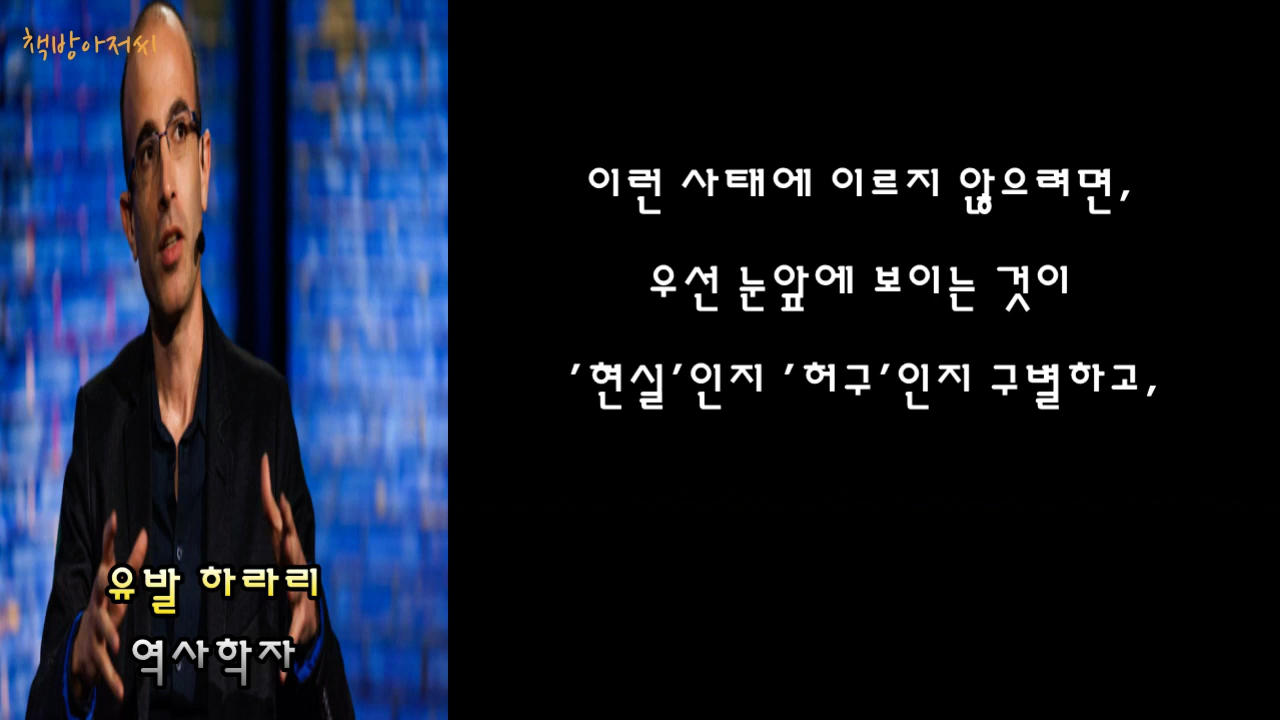 책방아저씨
이런 사태에 이르지 않으려면,
우선 눈앞에 보이는 것이
'현실'인지 '허구'인지 구별하고,
유발 하라리
역사학자